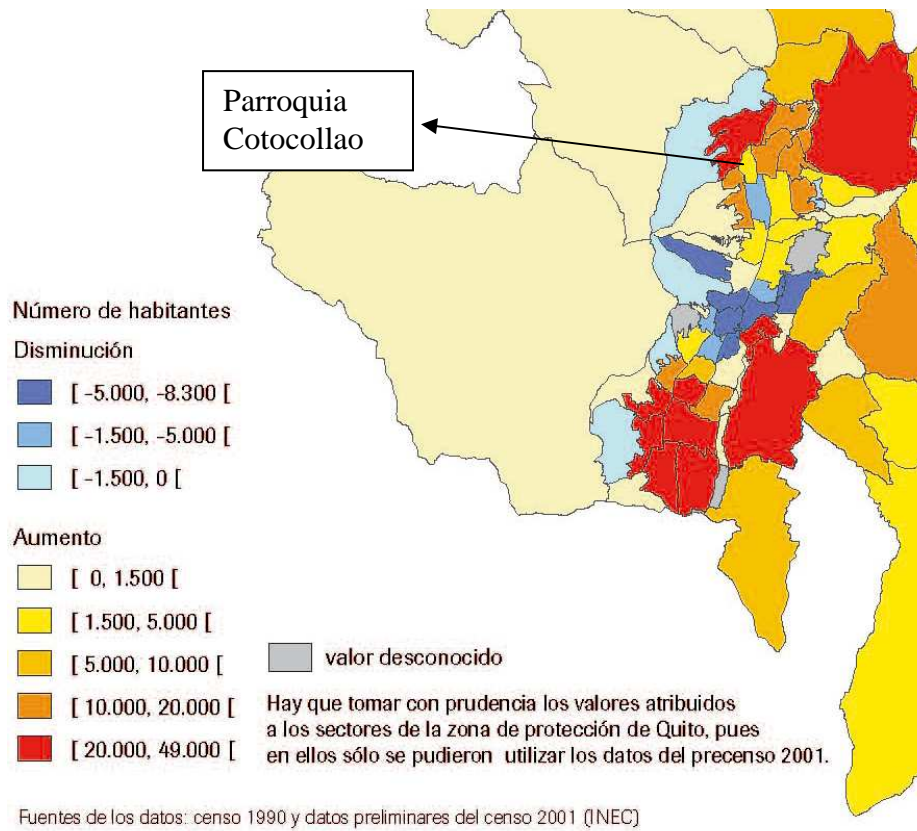 Parroquia
Cotocollao
Número de habitantes
Disminución
[ -5.000, -8.300 [
[ -1.500, -5.000 [
[ -1.500, 0 [
Aumento
[ 0, 1.500 [
[ 1.500, 5.000 [
[ 5.000, 10.000 [
[ 10.000, 20.000 [
[ 20.000, 49.000 [
valor desconocido
Hay que tomar con prudencia los valores atribuidos
a los sectores de la zona de protección de Quito, pues
en ellos sólo se pudieron utilizar los datos del precenso 2001.
Fuentes de los datos: censo 1990 y datos preliminares del censo 2001 (INEC)